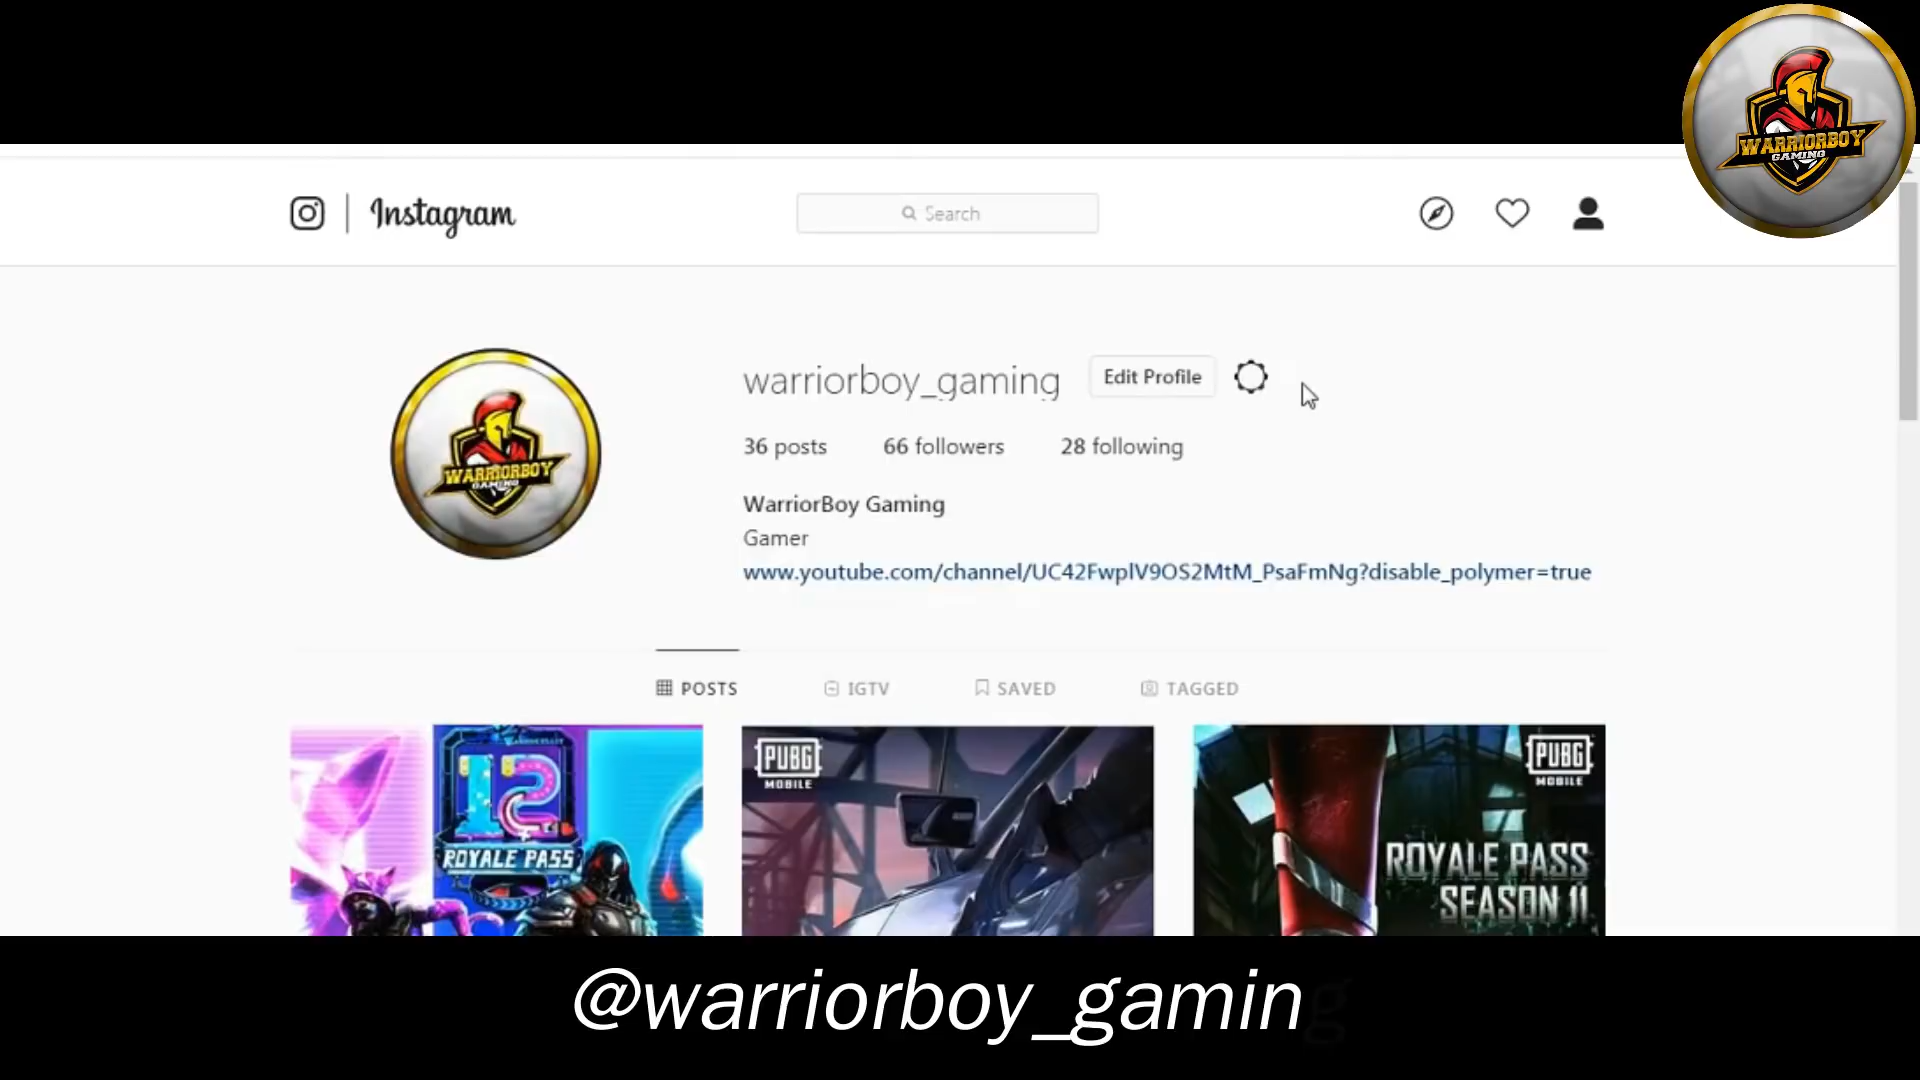 WARRIORBOY
GAMING
Instagram
Search
warriorboy_gaming
Edit Profile
36 posts
66 followers
28 following
WARRIORBOY
GAMING
WarriorBoy Gaming
Gamer
www.youtube.com/channel/UC42FwplV9OS2MtM_PsaFmNg?disable_polymer=true
POSTS
IGTV
SAVED
TAGGED
12
ROYALE PASS
PUBG
MOBILE
PUBG
MOBILE
ROYALE PASS
SEASON 11
@warriorboy_gaming